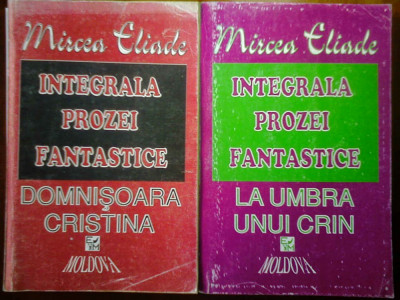 Mircea Eliade
INTEGRALA
PROZEI
FANTASTICE
DOMNIȘOARA
CRISTINA
MOLDOVA
Mircea Eliade
INTEGRALA
PROZEI
FANTASTICE
LA UMBRA
UNUI CRIN
MOLDOVA